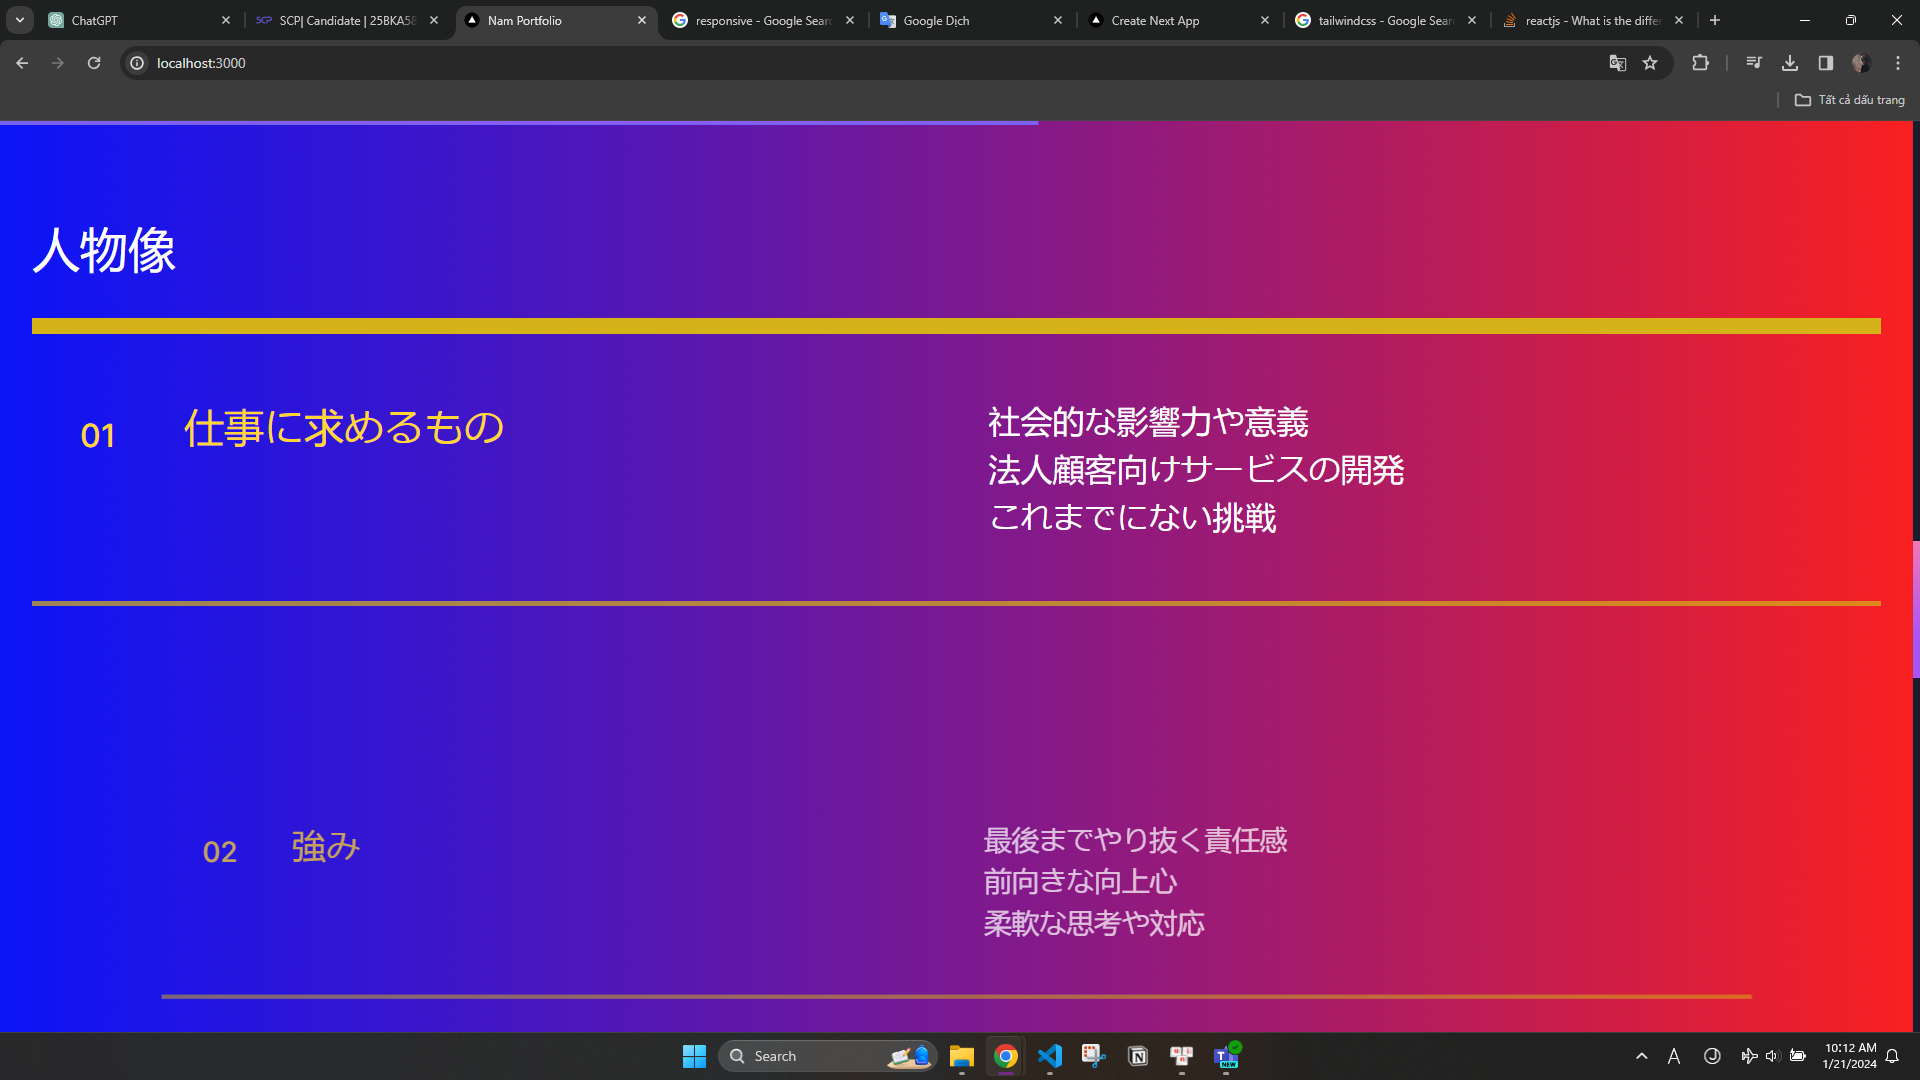 ChatGPT
SCP| Candidate | 25BKA58
Nam Portfolio
responsive - Google Sear
Google Dịch
Create Next App
tailwindcss - Google Sear
reactjs - What is the differ
localhost:3000
Tất cả dấu trang
人物像
01
仕事に求めるもの
社会的な影響力や意義
法人顧客向けサービスの開発
これまでにない挑戦
02
強み
最後までやり抜く責任感
前向きな向上心
柔軟な思考や対応
Search
NEW
A
10:12 AM
1/21/2024